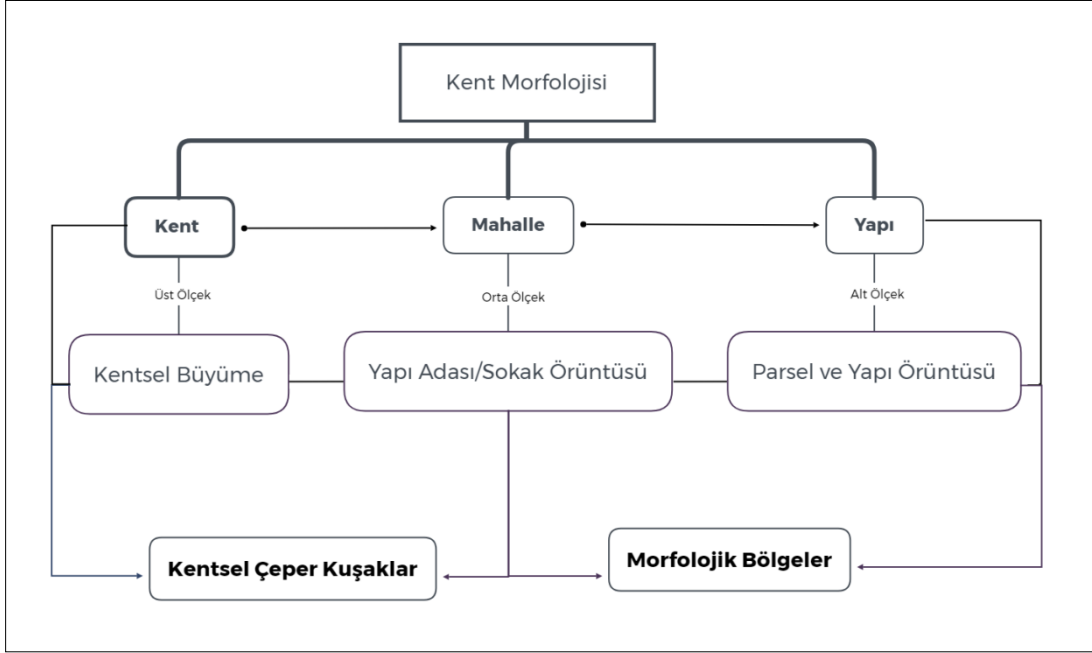 Kent Morfolojisi
Kent
Mahalle
Yapı
Üst Ölçek
Orta Ölçek
Alt Ölçek
Kentsel Büyüme
Yapı Adası/Sokak Örüntüsü
Parsel ve Yapı Örüntüsü
Kentsel Çeper Kuşaklar
Morfolojik Bölgeler